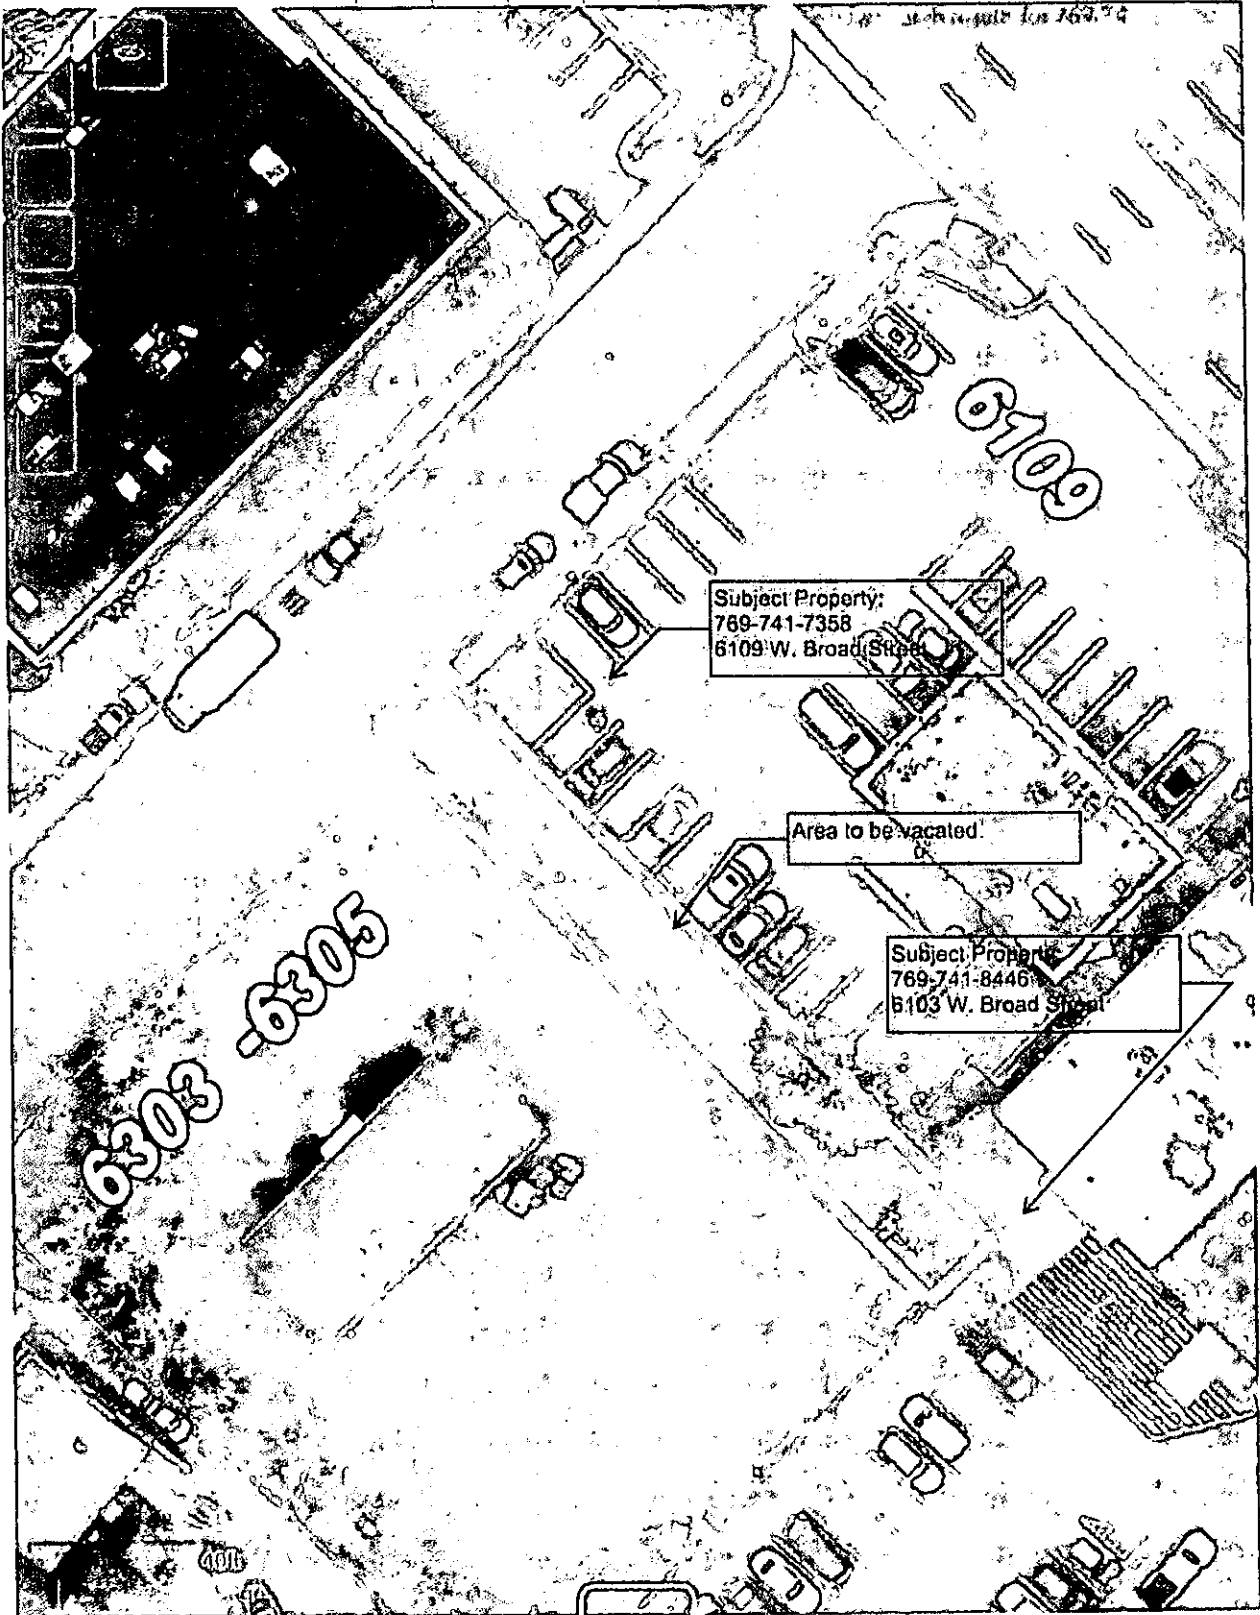 6109
Subject Property:
769-741-7358
6109 W. Broad Street
Area to be vacated.
Subject Property:
769-741-8446
6103 W. Broad Street
6303 -6305